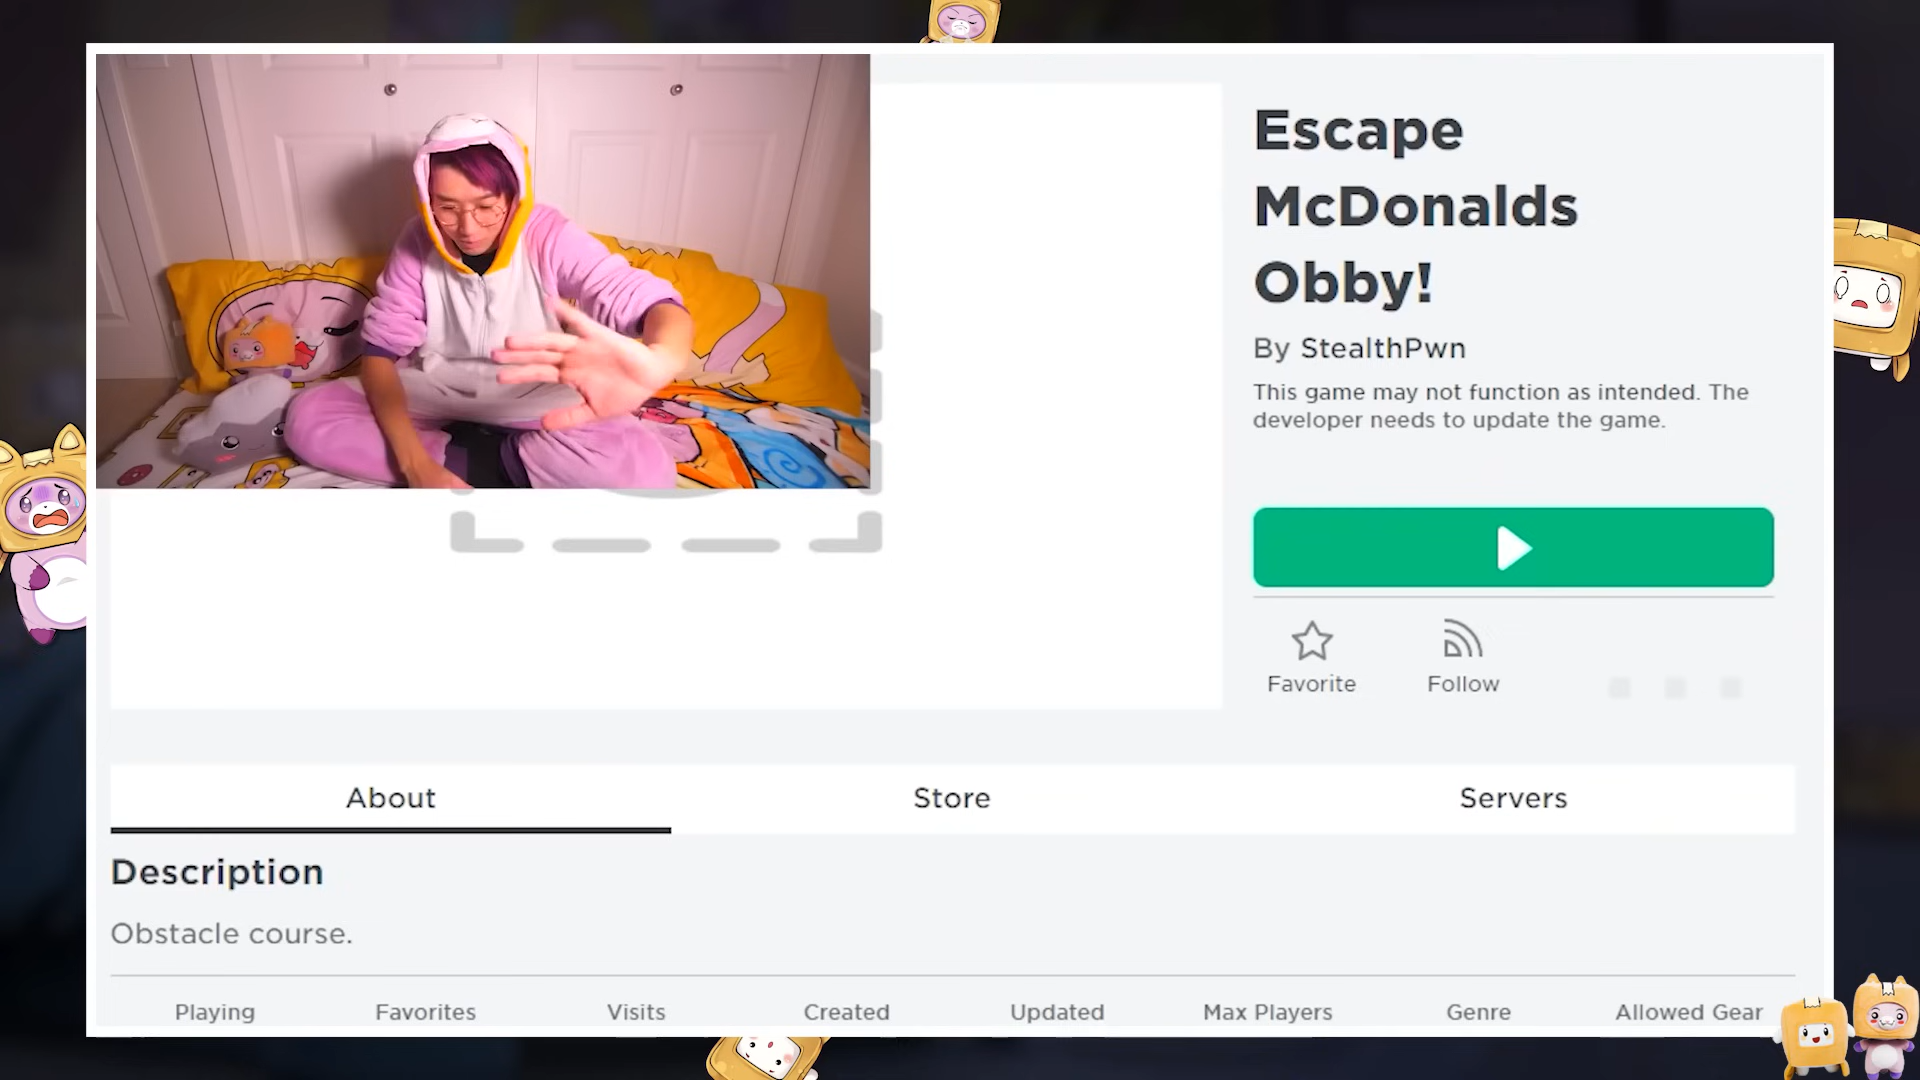 Escape
McDonalds
Obby!
By StealthPwn
This game may not function as intended. The
developer needs to update the game.
Favorite
Follow
About
Store
Servers
Description
Obstacle course.
Playing
Favorites
Visits
Created
Updated
Max Players
Genre
Allowed Gear